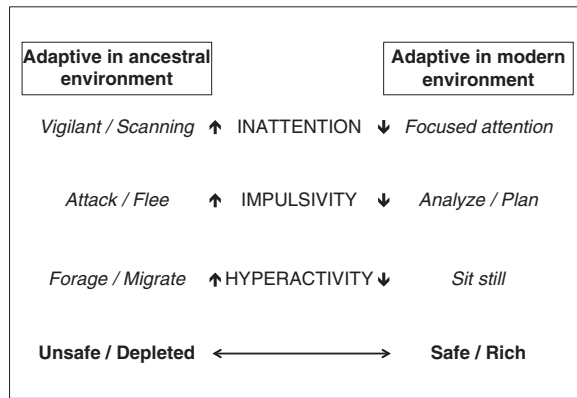 Adaptive in ancestral
environment
Adaptive in modern
environment
Vigilant / Scanning ↑ INATTENTION ↓ Focused attention
Attack / Flee ↑ IMPULSIVITY ↓ Analyze / Plan
Forage / Migrate ↑ HYPERACTIVITY ↓ Sit still
Unsafe / Depleted ↔ Safe / Rich